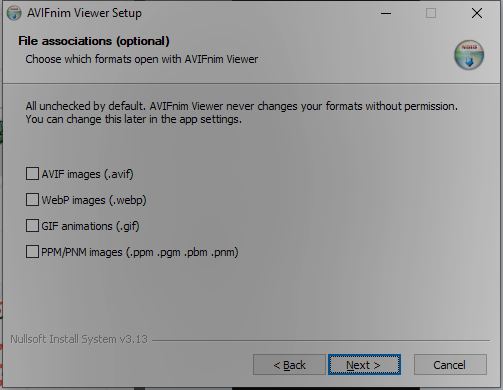 AVIFnim Viewer Setup
File associations (optional)
Choose which formats open with AVIFnim Viewer
All unchecked by default. AVIFnim Viewer never changes your formats without permission.
You can change this later in the app settings.
AVIF images (.avif)
WebP images (.webp)
GIF animations (.gif)
PPM/PNM images (.ppm .pgm .pbm .pnm)
Nullsoft Install System v3.13
< Back
Next >
Cancel